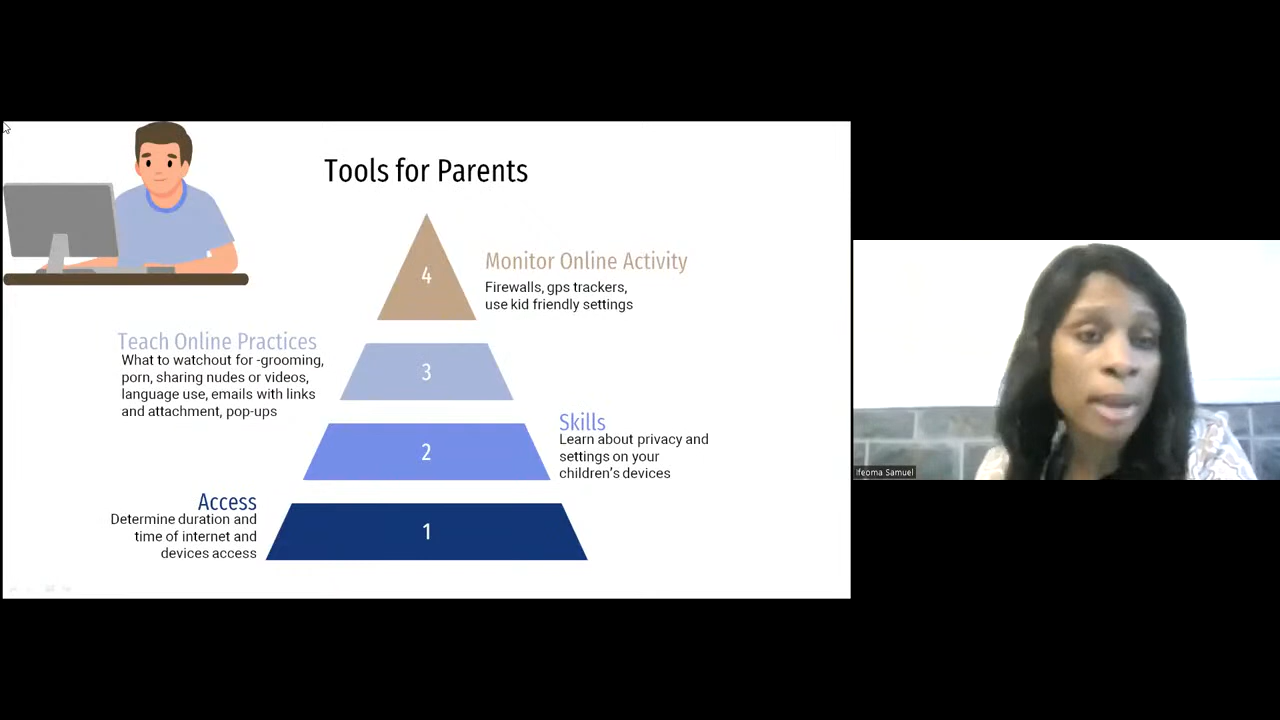 Tools for Parents
4
Monitor Online Activity
Firewalls, gps trackers,
use kid friendly settings
Teach Online Practices
What to watchout for -grooming,
porn, sharing nudes or videos,
language use, emails with links
and attachment, pop-ups
3
Skills
Learn about privacy and
settings on your
children's devices
2
Access
Determine duration and
time of internet and
devices access
1
Ifeoma Samuel